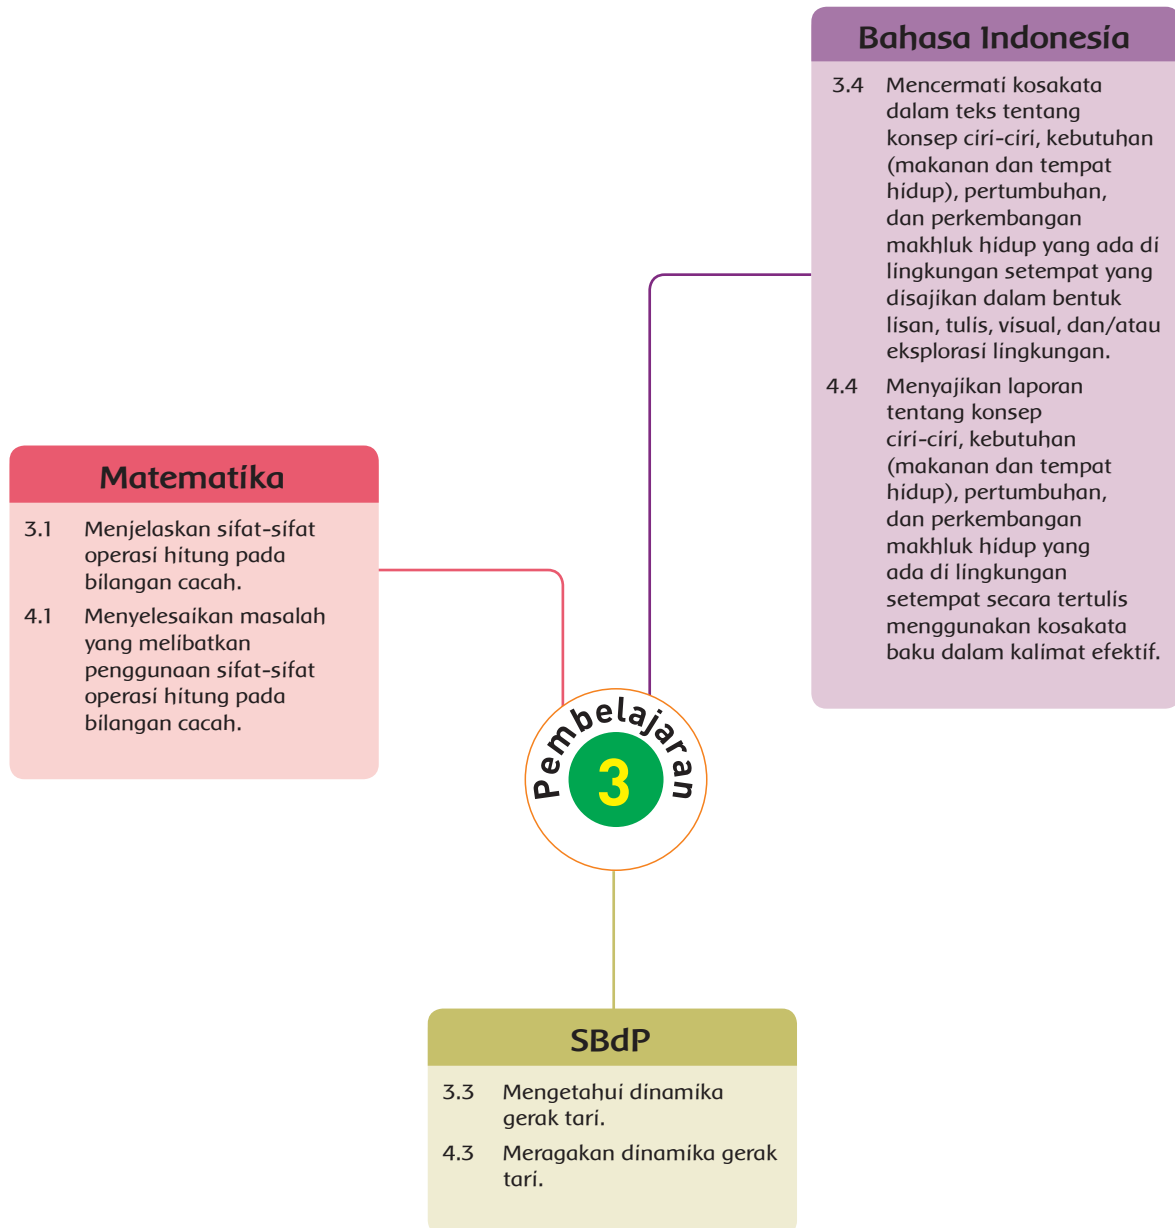 Bahasa Indonesia
3.4 Mencermati kosakata
dalam teks tentang
konsep ciri-ciri, kebutuhan
(makanan dan tempat
hidup), pertumbuhan,
dan perkembangan
makhluk hidup yang ada di
lingkungan setempat yang
disajikan dalam bentuk
lisan, tulis, visual, dan/atau
eksplorasi lingkungan.
4.4 Menyajikan laporan
tentang konsep
ciri-ciri, kebutuhan
(makanan dan tempat
hidup), pertumbuhan,
dan perkembangan
makhluk hidup yang
ada di lingkungan
setempat secara tertulis
menggunakan kosakata
baku dalam kalimat efektif.
Matematika
3.1 Menjelaskan sifat-sifat
operasi hitung pada
bilangan cacah.
4.1 Menyelesaikan masalah
yang melibatkan
penggunaan sifat-sifat
operasi hitung pada
bilangan cacah.
Pembelajaran
3
SBdP
3.3 Mengetahui dinamika
gerak tari.
4.3 Meragakan dinamika gerak
tari.